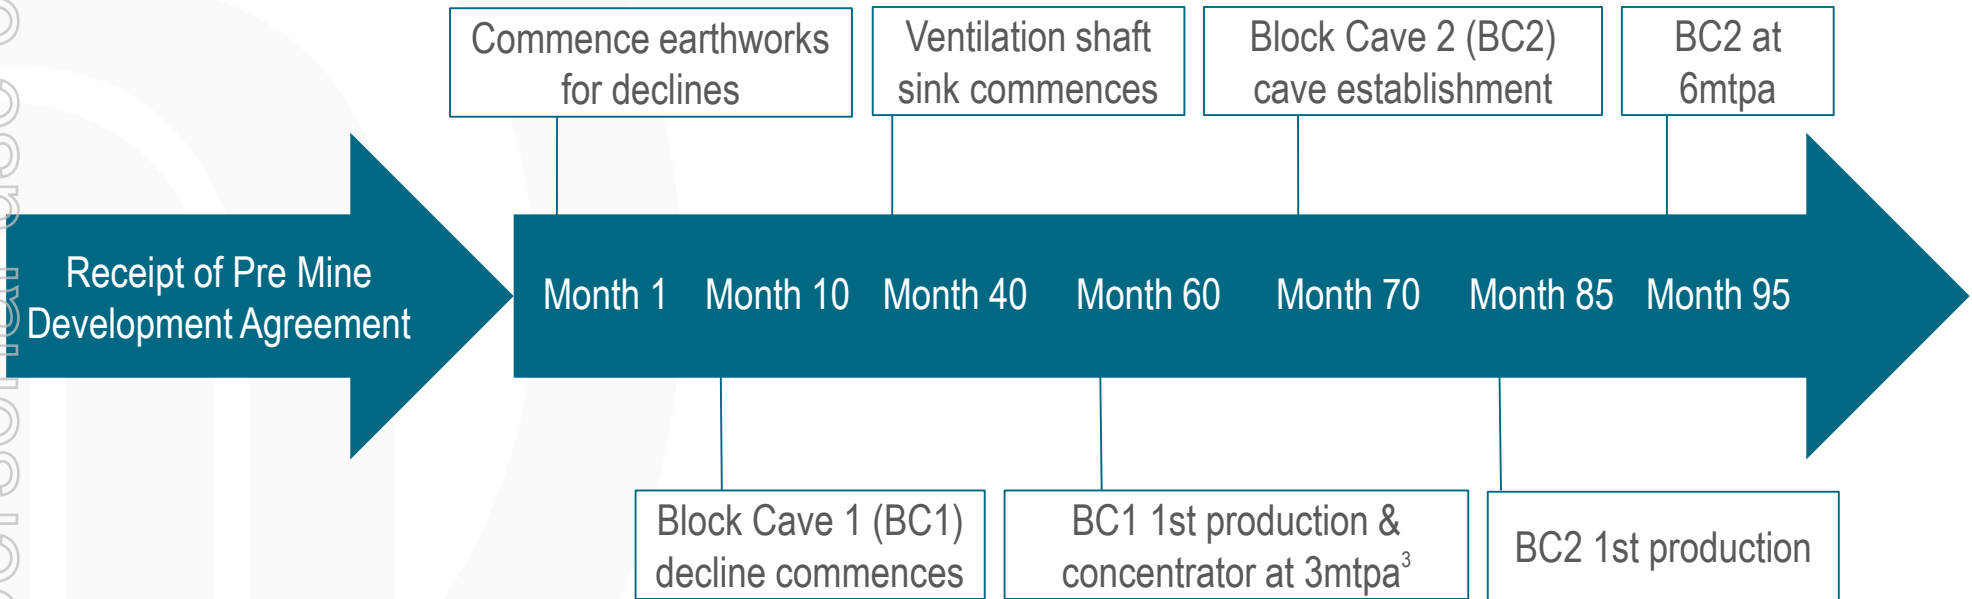 Commence earthworks
for declines
Ventilation shaft
sink commences
Block Cave 2 (BC2)
cave establishment
BC2 at
6mtpa
Receipt of Pre Mine
Development Agreement
Month 1
Month 10
Month 40
Month 60
Month 70
Month 85
Month 95
Block Cave 1 (BC1)
decline commences
BC1 1st production &
concentrator at 3mtpa³
BC2 1st production